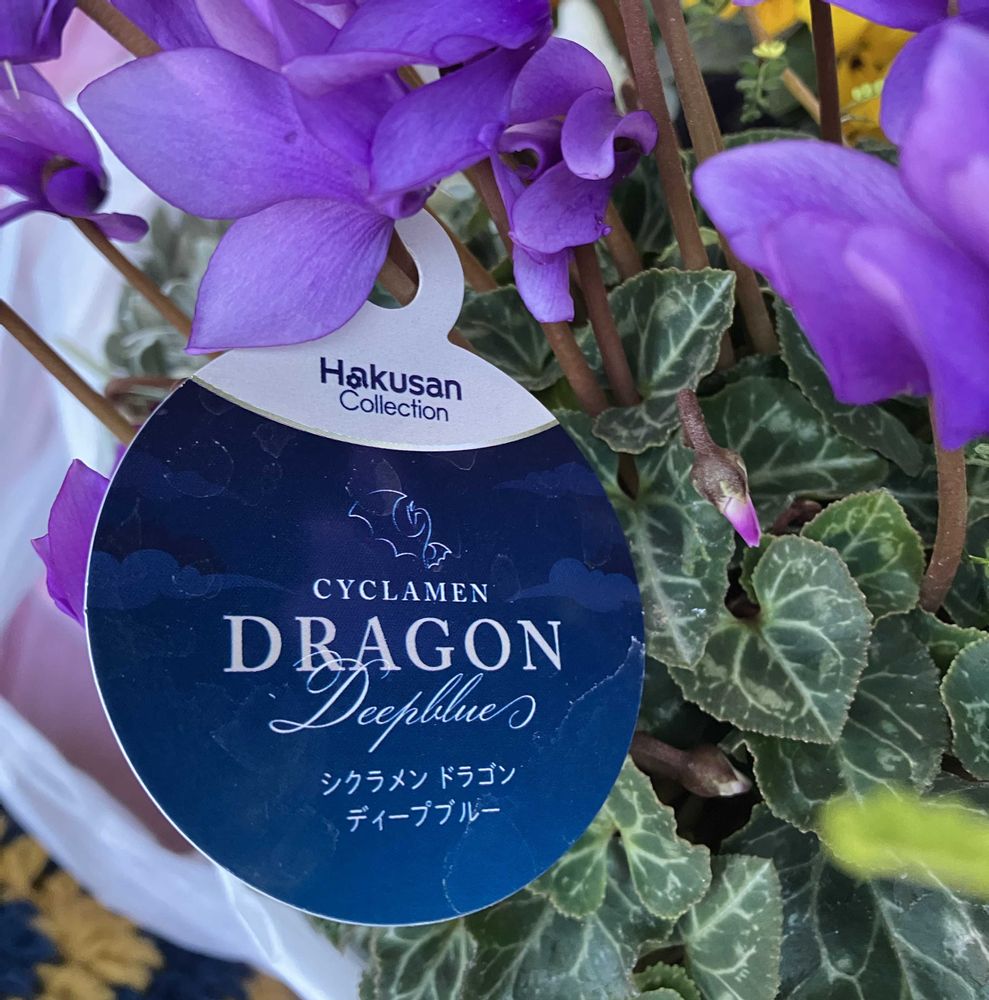 Hakusan
Collection
CYCLAMEN
DRAGON
Deepblue
シクラメン ドラゴン
ディープブルー